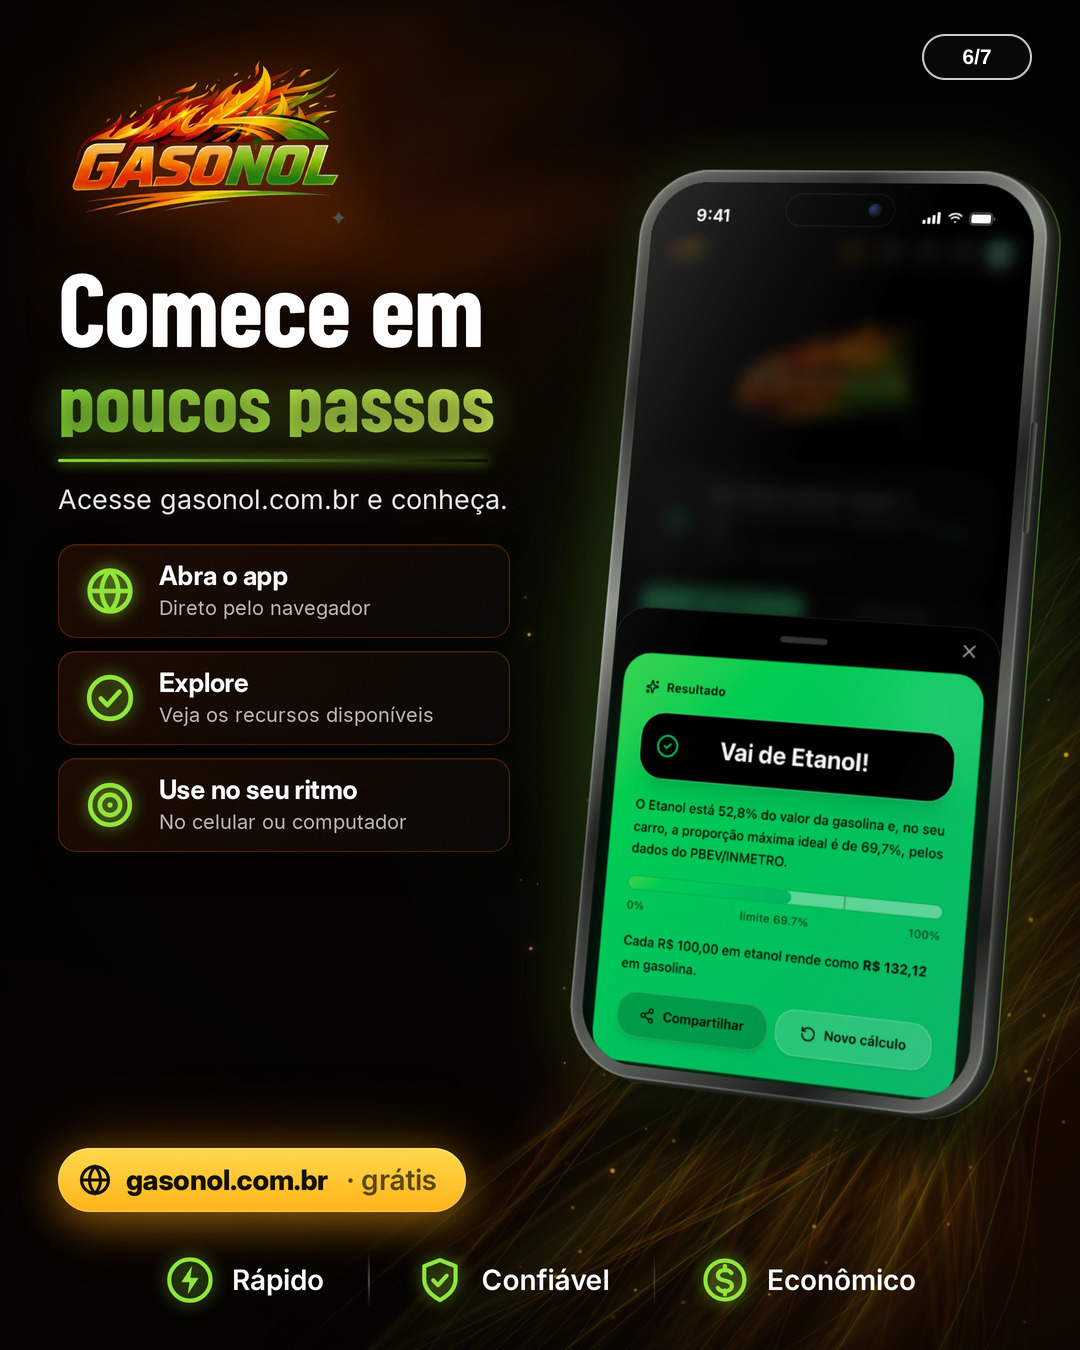 6/7
GASONOL
Comece em
poucos passos
Acesse gasonol.com.br e conheça.
Abra o app
Direto pelo navegador
Explore
Veja os recursos disponíveis
Use no seu ritmo
No celular ou computador
9:41
Resultado
Vai de Etanol!
O Etanol está 52,8% do valor da gasolina e, no seu
carro, a proporção máxima ideal é de 69,7%, pelos
dados do PBEV/INMETRO.
0%
limite 69.7%
100%
Cada R$ 100,00 em etanol rende como R$ 132,12
em gasolina.
Compartilhar
Novo cálculo
gasonol.com.br · grátis
Rápido
Confiável
Econômico